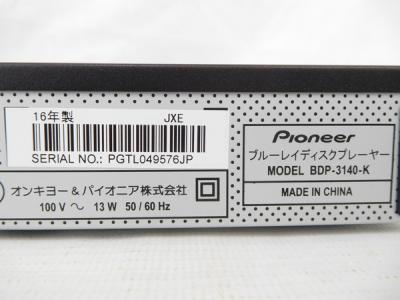 16年製 JXE
SERIAL NO.: PGTL049576JP
オンキヨー&パイオニア株式会社
100 V ～ 13 W 50 / 60 Hz
Pioneer
ブルーレイディスクプレーヤー
MODEL BDP-3140-K
MADE IN CHINA